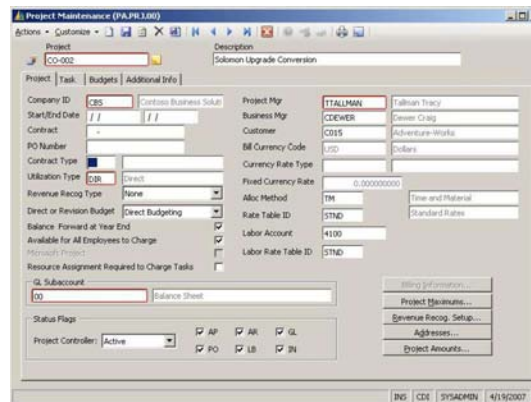 Project Maintenance (PA.PRJ.00)
Actions Customize
Project
Description
CO-002
Solomon Upgrade Conversion
Project Task Budgets Additional Info
Company ID CBS Contoso Business Soluti
Start/End Date / / / /
Contract -
PO Number
Contract Type
Utilization Type DIR Direct
Revenue Recog Type None
Direct or Revision Budget Direct Budgeting
Balance Forward at Year End
Available for All Employees to Charge
Microsoft Project
Resource Assignment Required to Charge Tasks
Project Mgr TTALLMAN Tallman Tracy
Business Mgr CDEWER Dewer Craig
Customer C015 Adventure-Works
Bill Currency Code USD Dollars
Currency Rate Type
Fixed Currency Rate 0.000000000
Alloc Method TM Time and Material
Rate Table ID STND Standard Rates
Labor Account 4100
Labor Rate Table ID STND
GL Subaccount
00 Balance Sheet
Status Flags
Project Controller: Active
AP AR GL
PO LB IN
Billing Information...
Project Maximums...
Revenue Recog. Setup...
Addresses...
Project Amounts...
INS CDI SYSADMIN 4/19/2007